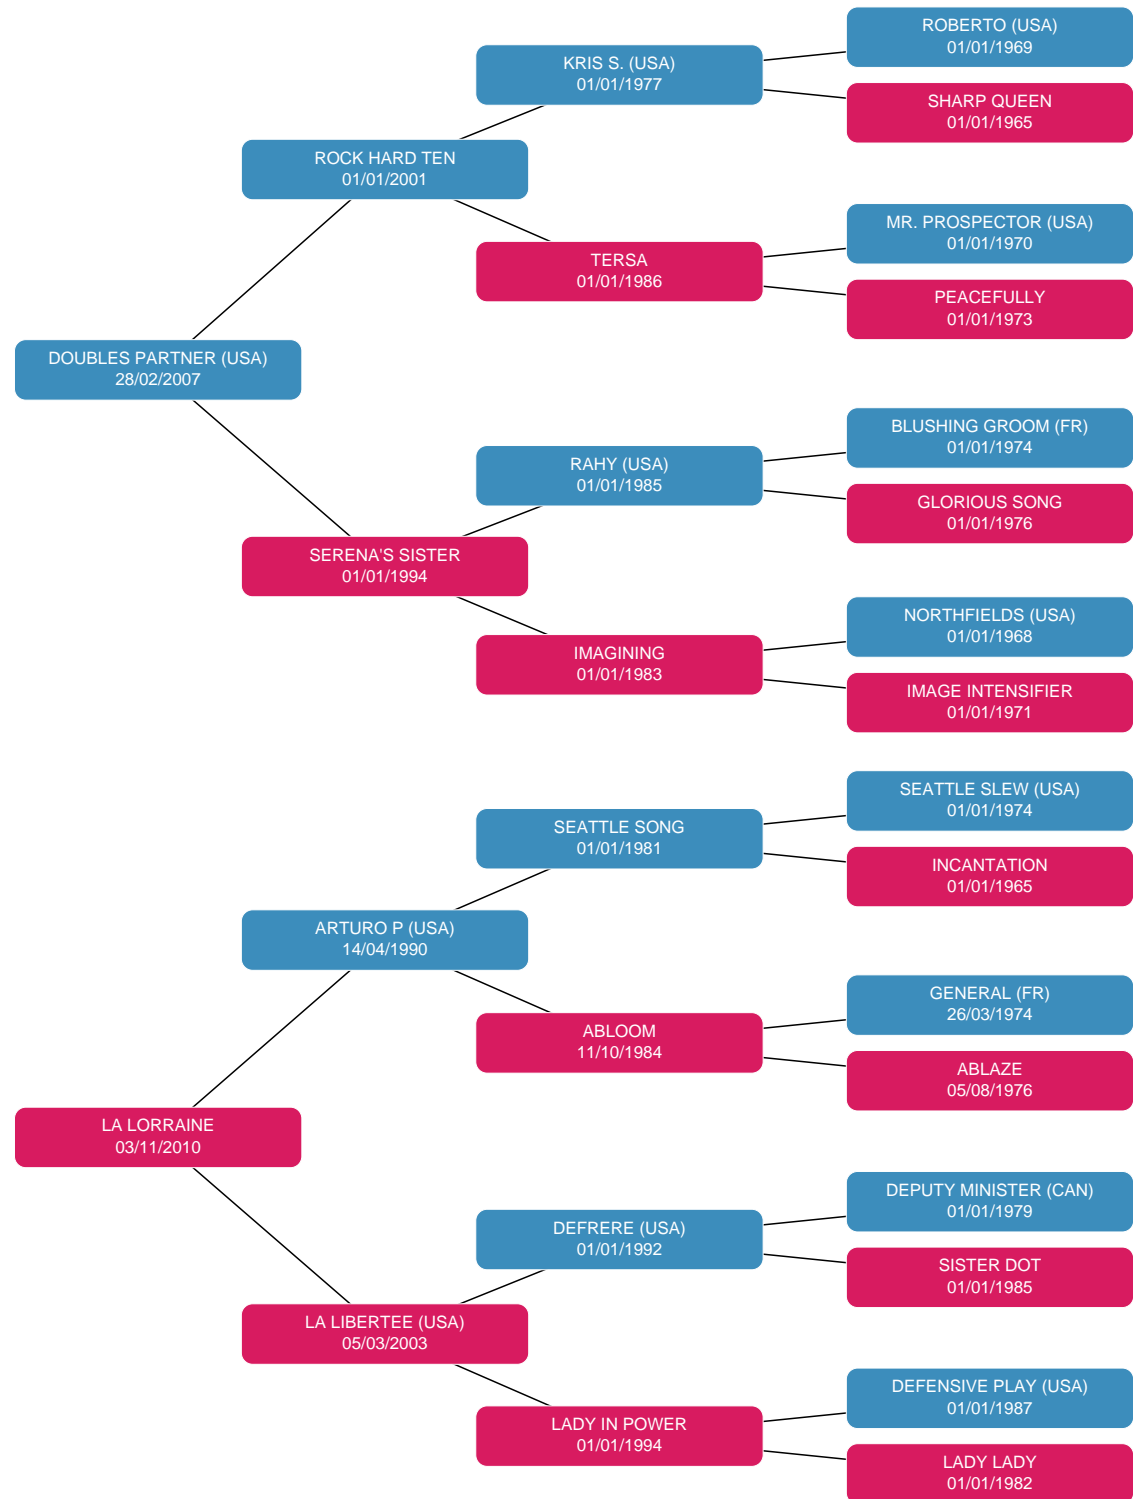 ROBERTO (USA)
01/01/1969
KRIS S. (USA)
01/01/1977
SHARP QUEEN
01/01/1965
ROCK HARD TEN
01/01/2001
MR. PROSPECTOR (USA)
01/01/1970
TERSA
01/01/1986
PEACEFULLY
01/01/1973
DOUBLES PARTNER (USA)
28/02/2007
BLUSHING GROOM (FR)
01/01/1974
RAHY (USA)
01/01/1985
GLORIOUS SONG
01/01/1976
SERENA'S SISTER
01/01/1994
NORTHFIELDS (USA)
01/01/1968
IMAGINING
01/01/1983
IMAGE INTENSIFIER
01/01/1971
SEATTLE SLEW (USA)
01/01/1974
SEATTLE SONG
01/01/1981
INCANTATION
01/01/1965
ARTURO P (USA)
14/04/1990
GENERAL (FR)
26/03/1974
ABLOOM
11/10/1984
ABLAZE
05/08/1976
LA LORRAINE
03/11/2010
DEPUTY MINISTER (CAN)
01/01/1979
DEFRERE (USA)
01/01/1992
SISTER DOT
01/01/1985
LA LIBERTEE (USA)
05/03/2003
DEFENSIVE PLAY (USA)
01/01/1987
LADY IN POWER
01/01/1994
LADY LADY
01/01/1982